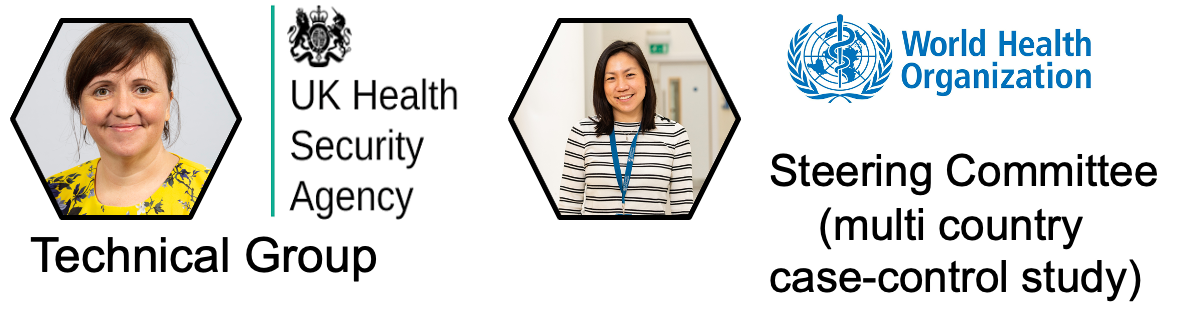 UK Health
Security
Agency
Technical Group
World Health
Organization
Steering Committee
(multi country
case-control study)